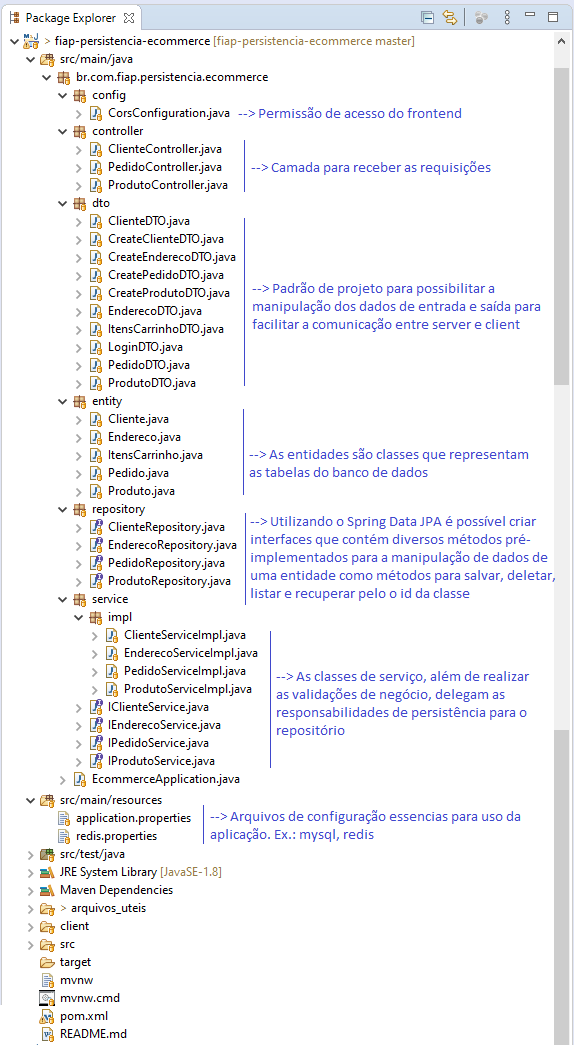 Package Explorer
> fiap-persistencia-ecommerce [fiap-persistencia-ecommerce master]
src/main/java
br.com.fiap.persistencia.ecommerce
config
CorsConfiguration.java --> Permissão de acesso do frontend
controller
ClienteController.java
PedidoController.java --> Camada para receber as requisições
ProdutoController.java
dto
ClienteDTO.java
CreateClienteDTO.java
CreateEnderecoDTO.java
CreatePedidoDTO.java
CreateProdutoDTO.java
EnderecoDTO.java
ItensCarrinhoDTO.java
LoginDTO.java
PedidoDTO.java
ProdutoDTO.java
--> Padrão de projeto para possibilitar a
manipulação dos dados de entrada e saída para
facilitar a comunicação entre server e client
entity
Cliente.java
Endereco.java
ItensCarrinho.java
Pedido.java
Produto.java
--> As entidades são classes que representam
as tabelas do banco de dados
repository
ClienteRepository.java
EnderecoRepository.java
PedidoRepository.java
ProdutoRepository.java
--> Utilizando o Spring Data JPA é possível criar
interfaces que contém diversos métodos pré-
implementados para a manipulação de dados de
uma entidade como métodos para salvar, deletar,
listar e recuperar pelo o id da classe
service
impl
ClienteServiceImpl.java
EnderecoServiceImpl.java
PedidoServiceImpl.java
ProdutoServiceImpl.java
IClienteService.java
IEnderecoService.java
IPedidoService.java
IProdutoService.java
--> As classes de serviço, além de realizar
as validações de negócio, delegam as
responsabilidades de persistência para o
repositório
EcommerceApplication.java
src/main/resources
application.properties
redis.properties
--> Arquivos de configuração essencias para uso da
aplicação. Ex.: mysql, redis
src/test/java
JRE System Library [JavaSE-1.8]
Maven Dependencies
> arquivos_uteis
client
src
target
mvnw
mvnw.cmd
pom.xml
README.md